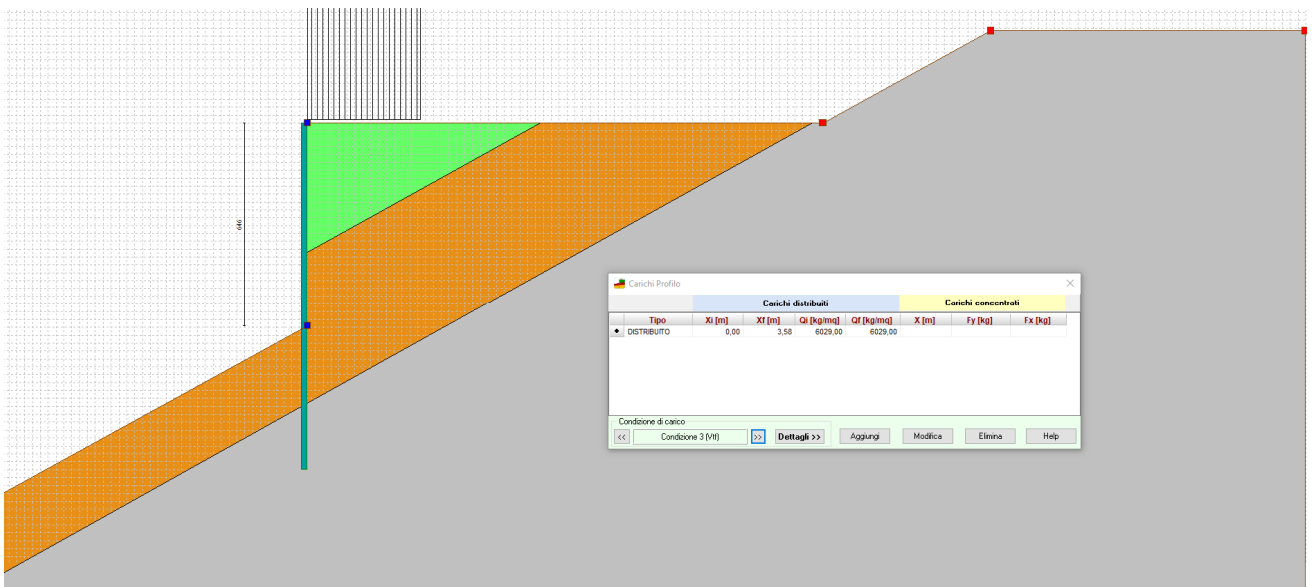 646
Carichi Profilo
Carichi distribuiti Carichi concentrati
Tipo Xi [m] Xf [m] Qi [kg/mq] Qf [kg/mq] X [m] Fy [kg] Fx [kg]
DISTRIBUITO 0,00 3,58 6029,00 6029,00
Condizione di carico
<< Condizione 3 (Vtf) >> Dettagli >> Aggiungi Modifica Elimina Help